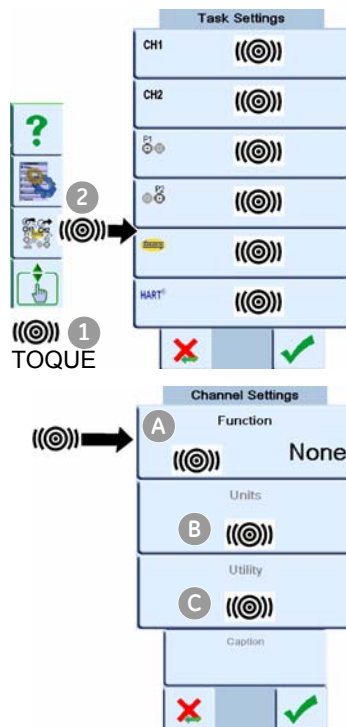 Task Settings
CH1
CH2
P1
P2
HART®
?
2
1
TOQUE
Channel Settings
A
Function
None
Units
B
Utility
C
Caption